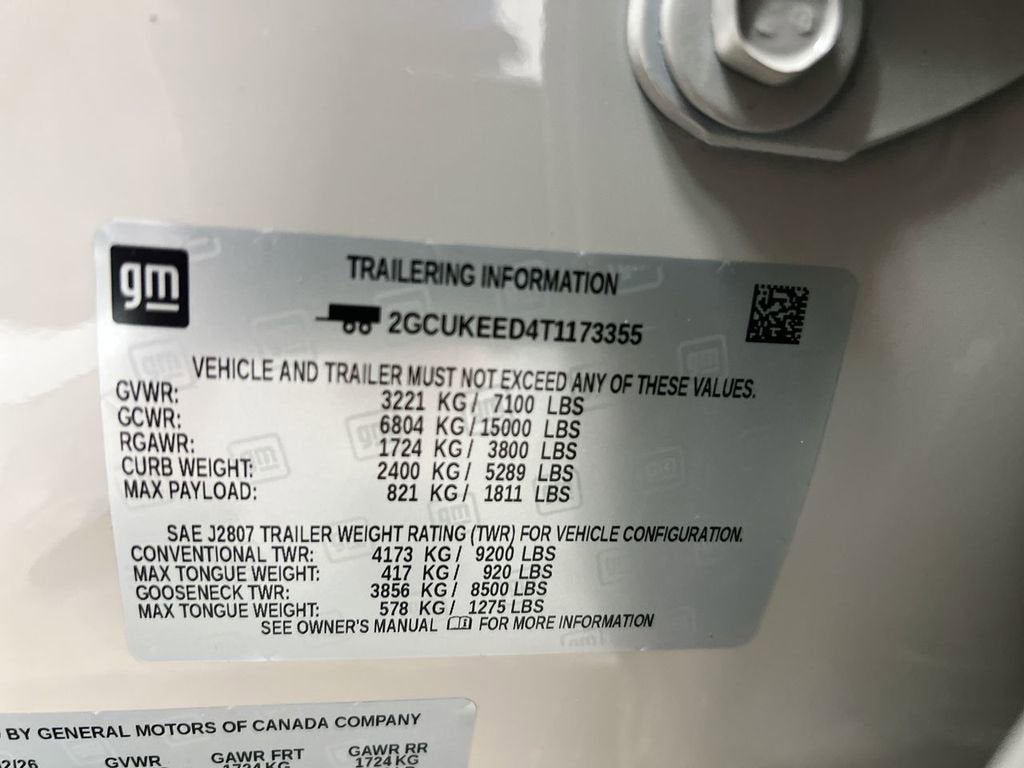 gm
TRAILERING INFORMATION
2GCUKEED4T1173355
VEHICLE AND TRAILER MUST NOT EXCEED ANY OF THESE VALUES.
GVWR: 3221 KG / 7100 LBS
GCWR: 6804 KG / 15000 LBS
RGAWR: 1724 KG / 3800 LBS
CURB WEIGHT: 2400 KG / 5289 LBS
MAX PAYLOAD: 821 KG / 1811 LBS
SAE J2807 TRAILER WEIGHT RATING (TWR) FOR VEHICLE CONFIGURATION.
CONVENTIONAL TWR: 4173 KG / 9200 LBS
MAX TONGUE WEIGHT: 417 KG / 920 LBS
GOOSENECK TWR: 3856 KG / 8500 LBS
MAX TONGUE WEIGHT: 578 KG / 1275 LBS
SEE OWNER'S MANUAL FOR MORE INFORMATION
BY GENERAL MOTORS OF CANADA COMPANY
2/26 GVWR GAWR FRT GAWR RR
1724 KG 1724 KG